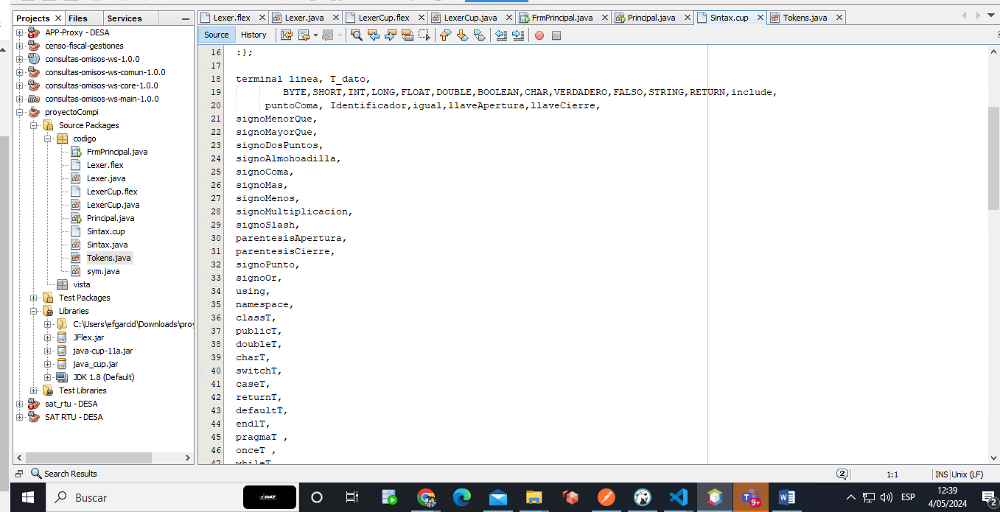 Projects Files Services
APP-Proxy - DESA
censo-fiscal-gestiones
consultas-omisos-ws-1.0.0
consultas-omisos-ws-comun-1.0.0
consultas-omisos-ws-core-1.0.0
consultas-omisos-ws-main-1.0.0
proyectoCompi
Source Packages
codigo
FrmPrincipal.java
Lexer.flex
Lexer.java
LexerCup.flex
LexerCup.java
Principal.java
Sintax.cup
Sintax.java
Tokens.java
sym.java
vista
Test Packages
Libraries
C:\Users\efgarcid\Downloads\proy
JFlex.jar
java-cup-11a.jar
java_cup.jar
JDK 1.8 (Default)
Test Libraries
sat_rtu - DESA
SAT RTU - DESA
Lexer.flex Lexer.java LexerCup.flex LexerCup.java FrmPrincipal.java Principal.java Sintax.cup Tokens.java
Source History
16 :};
17
18 terminal linea, T_dato,
19 BYTE,SHORT,INT,LONG,FLOAT,DOUBLE,BOOLEAN,CHAR,VERDADERO,FALSO,STRING,RETURN,include,
20 puntoComa, Identificador,igual,llaveApertura,llaveCierre,
21 signoMenorQue,
22 signoMayorQue,
23 signoDosPuntos,
24 signoAlmohoadilla,
25 signoComa,
26 signoMas,
27 signoMenos,
28 signoMultiplicacion,
29 signoSlash,
30 parentesisApertura,
31 parentesisCierre,
32 signoPunto,
33 signoOr,
34 using,
35 namespace,
36 classT,
37 publicT,
38 doubleT,
39 charT,
40 switchT,
41 caseT,
42 returnT,
43 defaultT,
44 endlT,
45 pragmaT ,
46 onceT ,
47 whileT
Search Results
2 1:1 INS Unix (LF)
Buscar
SAT
9+
ESP
12:39
4/05/2024
2